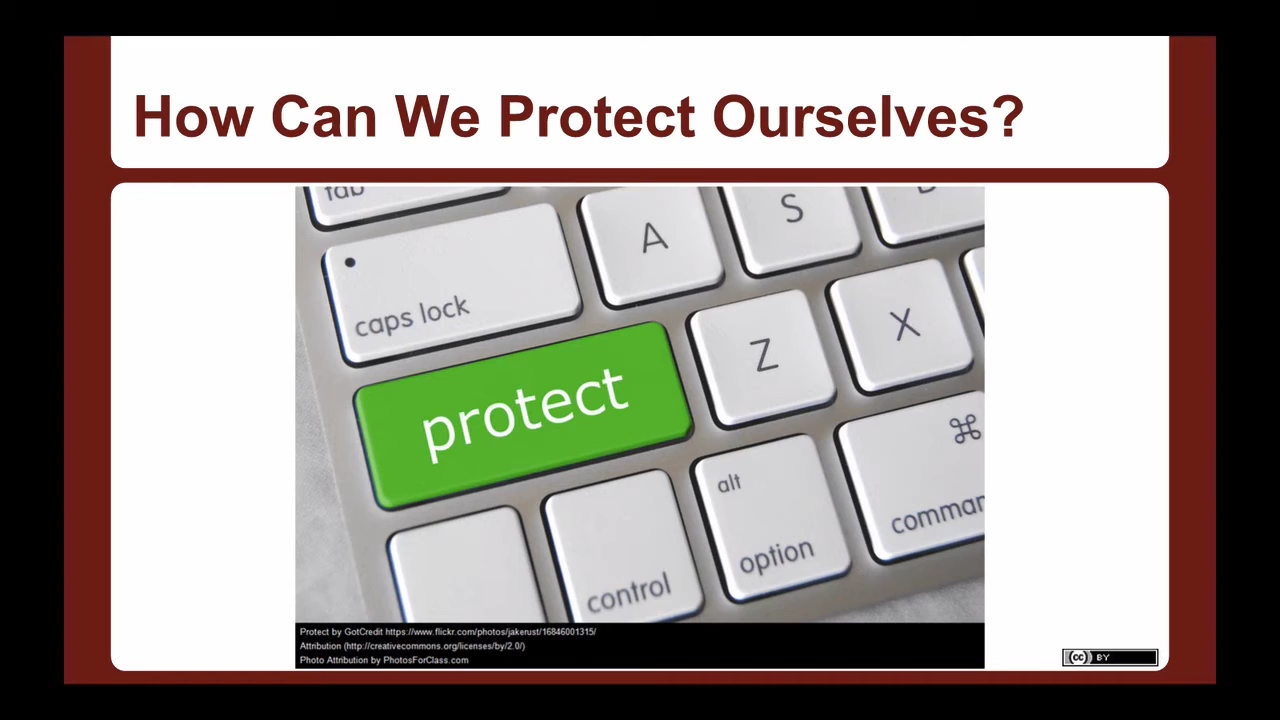 How Can We Protect Ourselves?
tab
A
S
caps lock
Z
X
protect
⌘
alt
control
option
Protect by GotCredit https://www.flickr.com/photos/jakerust/16846001315/
Attribution (http://creativecommons.org/licenses/by/2.0/)
Photo Attribution by PhotosForClass.com
cc BY